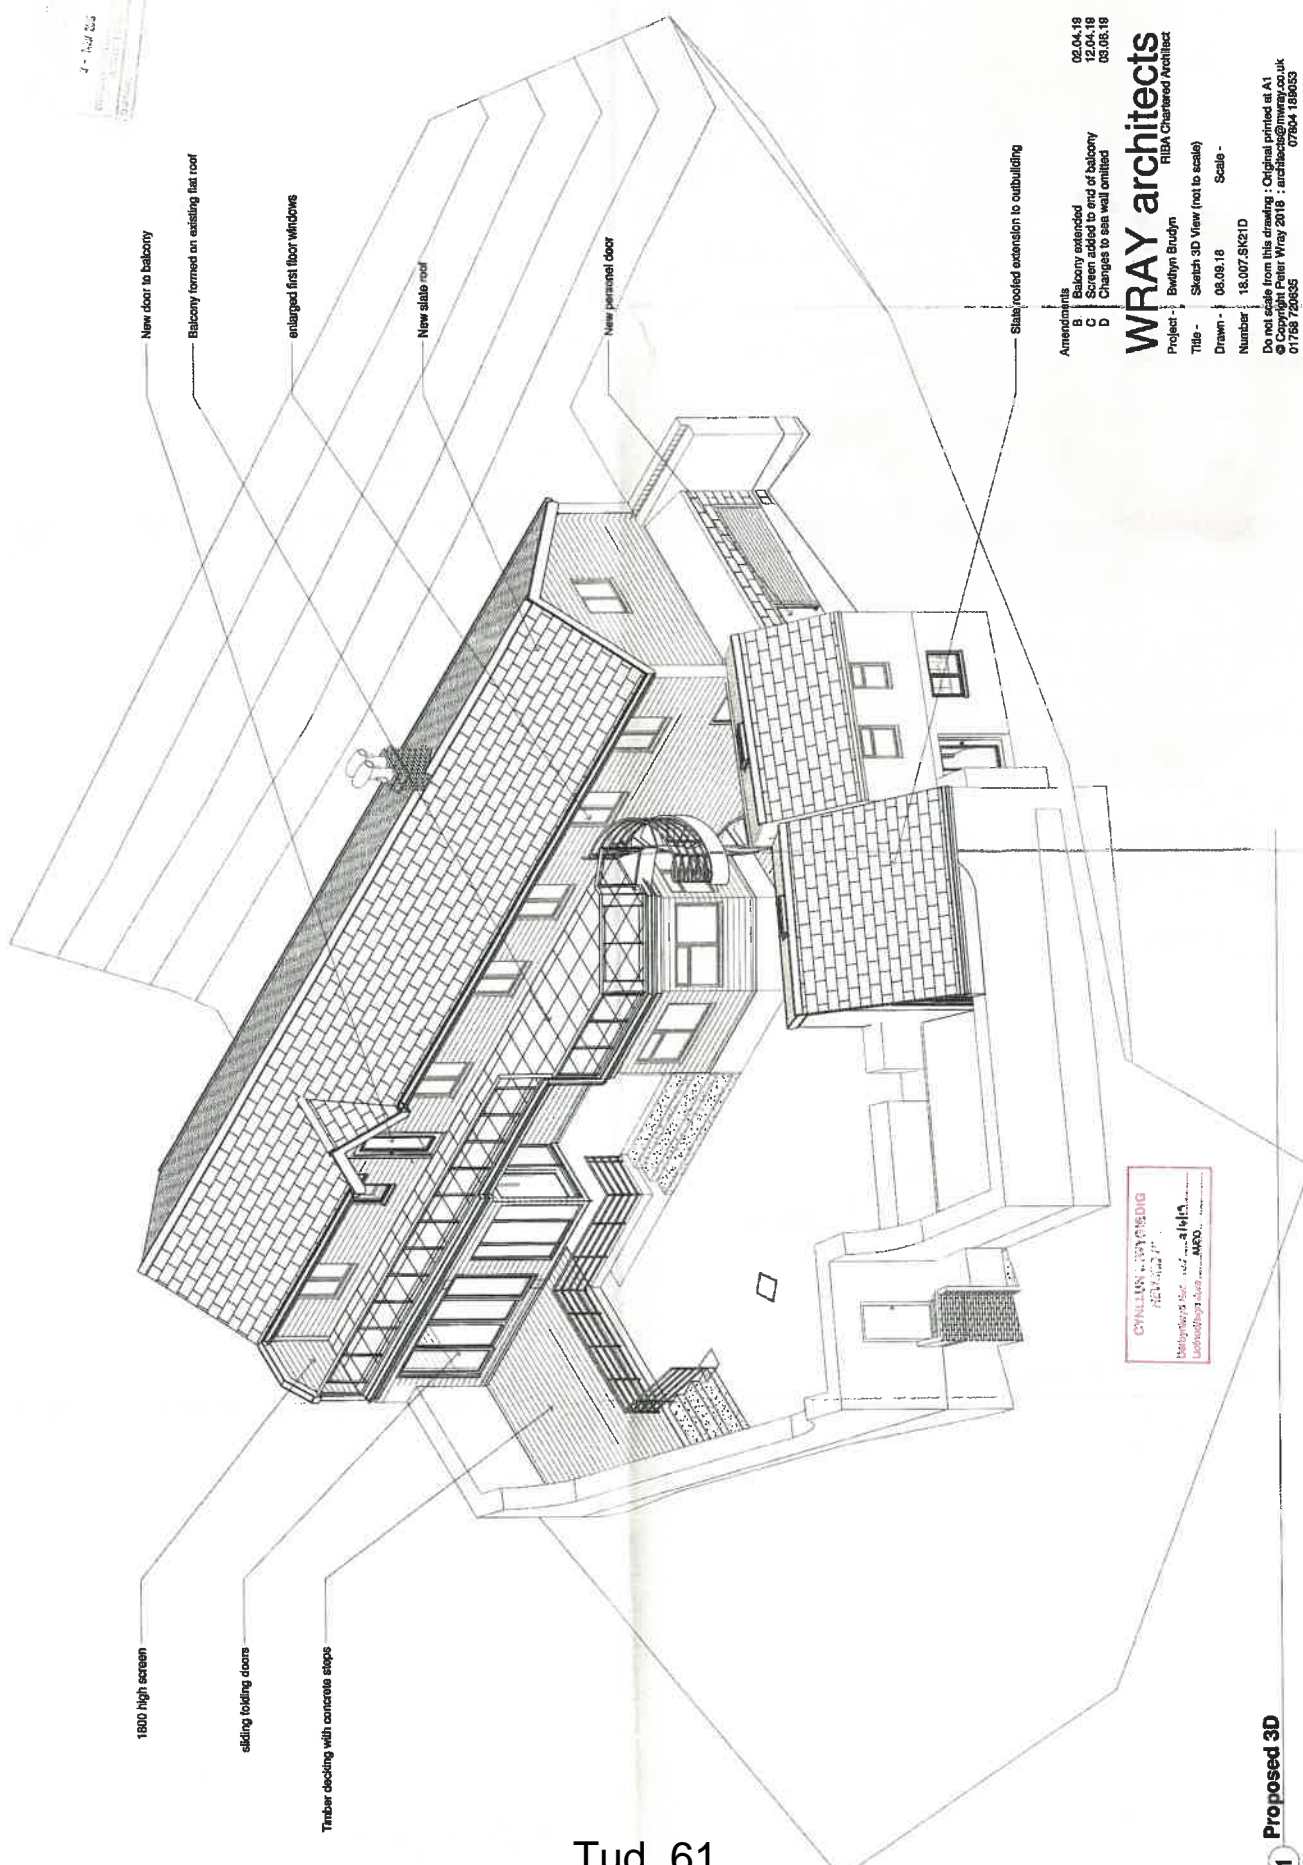 New door to balcony
Balcony formed on existing flat roof
enlarged first floor windows
New slate roof
New personel door
Slate roofed extension to outbuilding
1800 high screen
sliding folding doors
Timber decking with concrete steps
Amendments
B Balcony extended 02.04.19
C Screen added to end of balcony 12.04.19
D Changes to sea wall omitted 03.06.19
WRAY architects
RIBA Chartered Architect
Project - Bwthyn Brudyn
Title - Sketch 3D View (not to scale)
Drawn - 08.09.18 Scale -
Number 18.007.SK21D
Do not scale from this drawing : Original printed at A1
© Copyright Peter Wray 2018 : architects@mwray.co.uk
01768 720635 07804 189053
CYNLLUN DIWYGIEDIG
1 Proposed 3D
Tud. 61